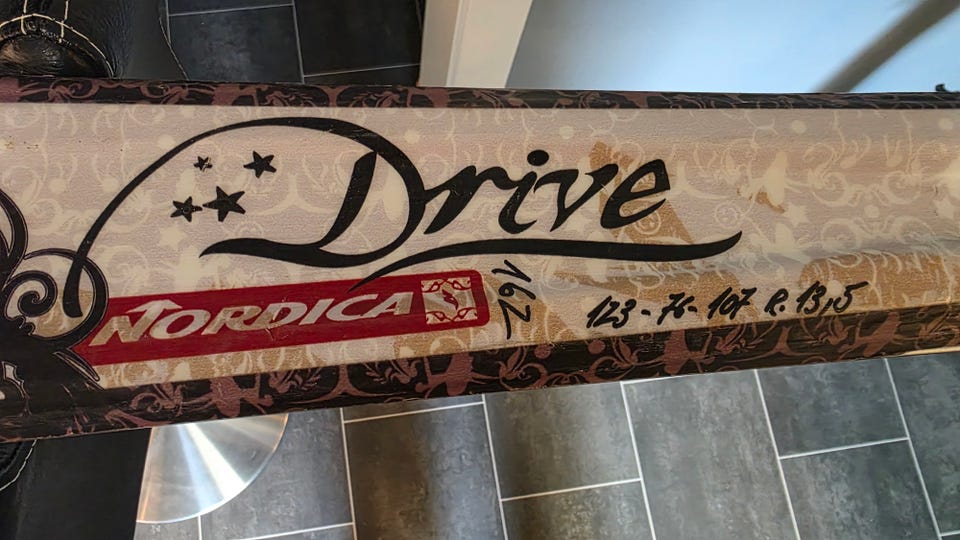 Drive
NORDICA
162
123-76-107 R. 13,5